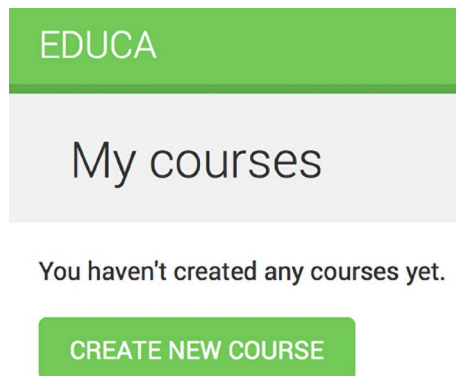 EDUCA
My courses
You haven't created any courses yet.
CREATE NEW COURSE